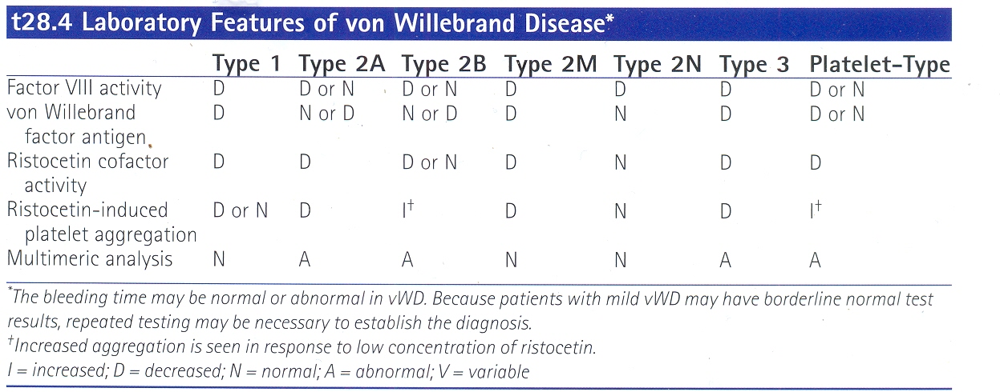 t28.4 Laboratory Features of von Willebrand Disease*
Type 1 Type 2A Type 2B Type 2M Type 2N Type 3 Platelet-Type
Factor VIII activity D D or N D or N D D D D or N
von Willebrand D N or D N or D D N D D or N
factor antigen.
Ristocetin cofactor D D D or N D N D D
activity
Ristocetin-induced D or N D I† D N D I†
platelet aggregation
Multimeric analysis N A A N N A A
*The bleeding time may be normal or abnormal in vWD. Because patients with mild vWD may have borderline normal test
results, repeated testing may be necessary to establish the diagnosis.
†Increased aggregation is seen in response to low concentration of ristocetin.
I = increased; D = decreased; N = normal; A = abnormal; V = variable